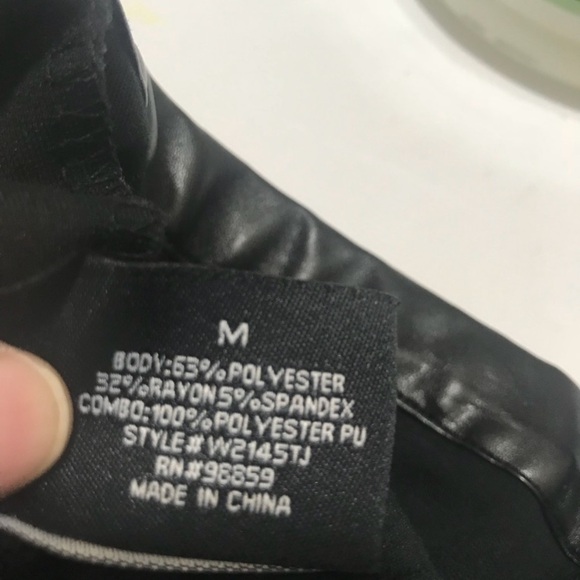 M
BODY:63%POLYESTER
32%RAYON5%SPANDEX
COMBO:100%POLYESTER PU
STYLE# W2145TJ
RN#96859
MADE IN CHINA